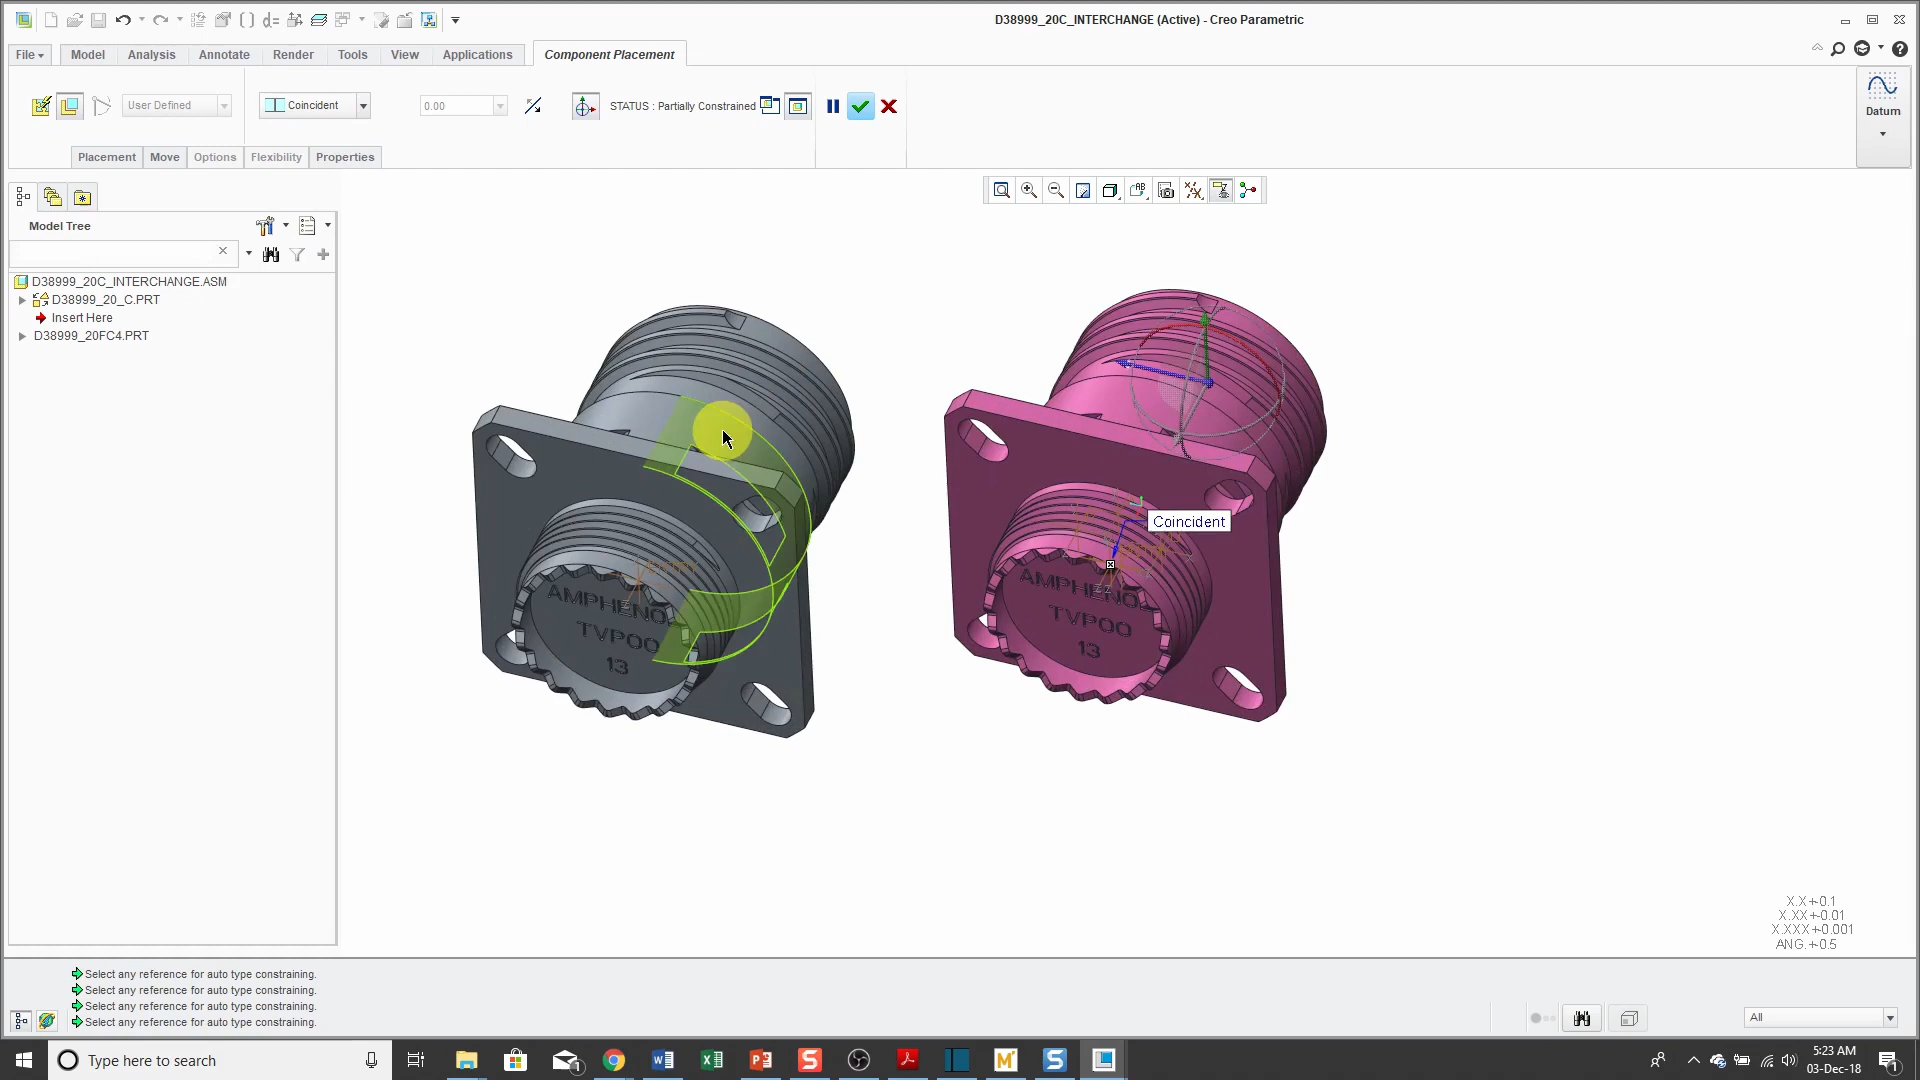 D38999_20C_INTERCHANGE (Active) - Creo Parametric
File
Model
Analysis
Annotate
Render
Tools
View
Applications
Component Placement
User Defined
Coincident
0.00
STATUS : Partially Constrained
Datum
Placement
Move
Options
Flexibility
Properties
Model Tree
D38999_20C_INTERCHANGE.ASM
D38999_20_C.PRT
Insert Here
D38999_20FC4.PRT
AMPHENO
TVP00
13
Coincident
AMPHENO
TVP00
13
X.X+-0.1
X.XX+-0.01
X.XXX+-0.001
ANG.+-0.5
Select any reference for auto type constraining.
Select any reference for auto type constraining.
Select any reference for auto type constraining.
Select any reference for auto type constraining.
All
Type here to search
5:23 AM
03-Dec-18